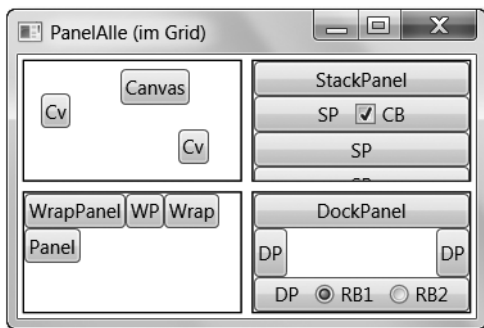 PanelAlle (im Grid)
Canvas
Cv
Cv
StackPanel
SP CB
SP
WrapPanel WP Wrap
Panel
DockPanel
DP DP
DP RB1 RB2